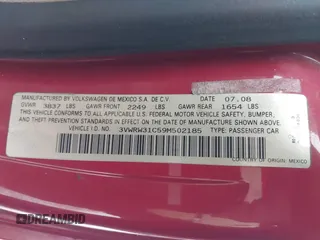 MANUFACTURED BY 07,08
VOLKSWAGEN DE MEXICO S.A. DE C.V.
GVWR 3837 LBS GAWR FRONT 2249 LBS GAWR REAR 1654 LBS
THIS VEHICLE CONFORMS TO ALL APPLICABLE
U.S. FEDERAL MOTOR VEHICLE SAFETY, BUMPER,
AND THEFT PREVENTION STANDARDS IN EFFECT ON THE DATE OF MANUFACTURE SHOWN ABOVE.
VEHICLE I.D. NO: 3VWRW31C59M502185 TYPE: PASSENGER CAR
COUNTRY OF ORIGIN, MEXICO
DREAMBID